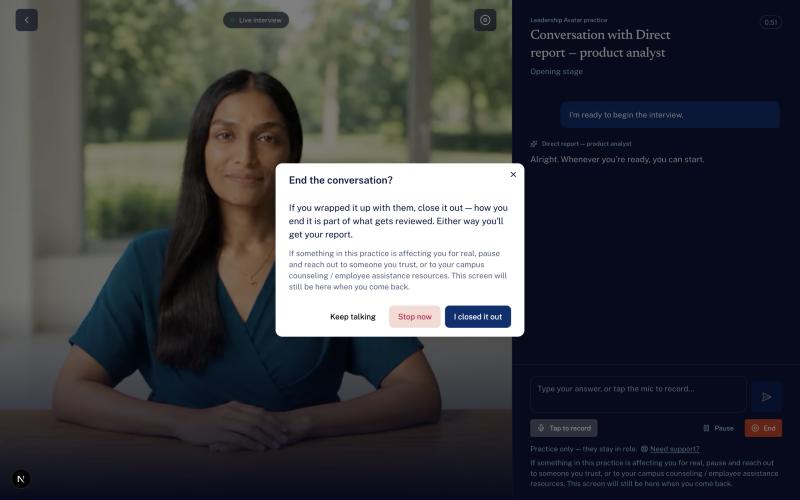 Live interview
Leadership Avatar practice
0:51
Conversation with Direct
report — product analyst
Opening stage
I'm ready to begin the interview.
Direct report — product analyst
Alright. Whenever you're ready, you can start.
End the conversation?
If you wrapped it up with them, close it out — how you
end it is part of what gets reviewed. Either way you'll
get your report.
If something in this practice is affecting you for real, pause
and reach out to someone you trust, or to your campus
counseling / employee assistance resources. This screen will
still be here when you come back.
Keep talking
Stop now
I closed it out
Type your answer, or tap the mic to record...
Tap to record
Pause
End
Practice only — they stay in role.
Need support?
If something in this practice is affecting you for real, pause and reach out
to someone you trust, or to your campus counseling / employee assistance
resources. This screen will still be here when you come back.
N